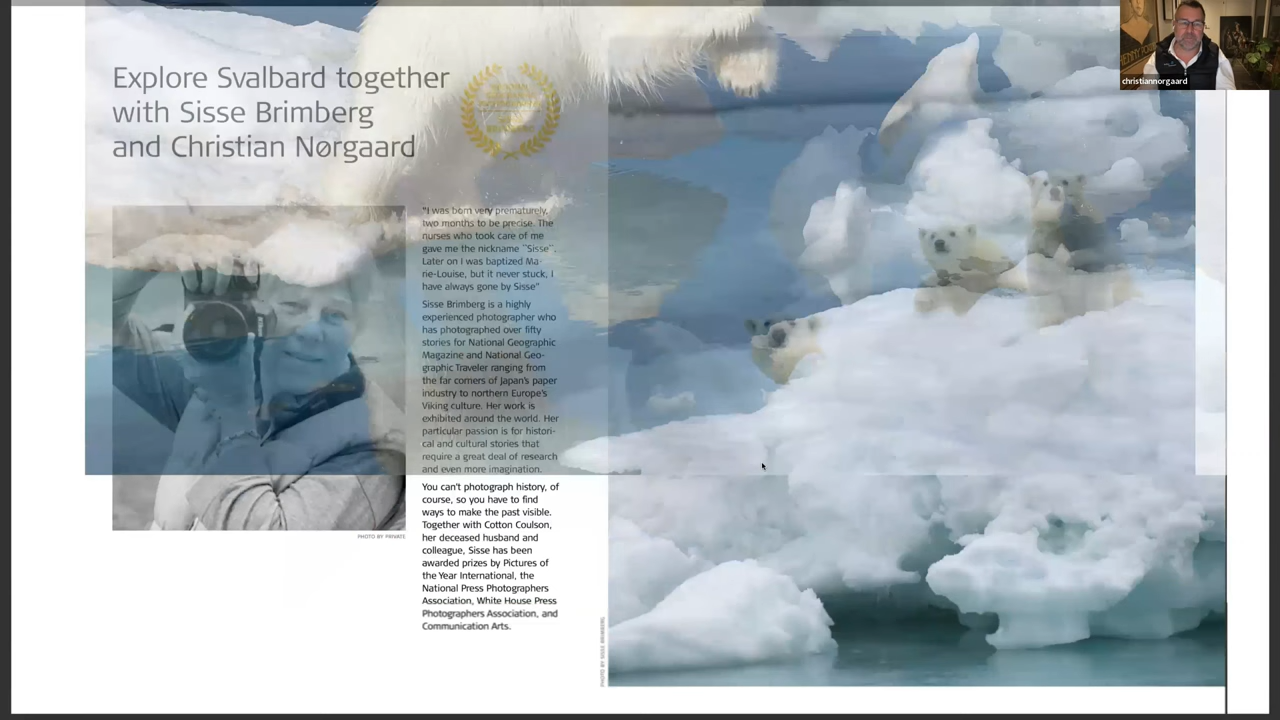 Explore Svalbard together
with Sisse Brimberg
and Christian Nørgaard
"I was born very prematurely,
two months to be precise. The
nurses who took care of me
gave me the nickname ``Sisse´´.
Later on I was baptized Ma-
rie-Louise, but it never stuck, I
have always gone by Sisse"
Sisse Brimberg is a highly
experienced photographer who
has photographed over fifty
stories for National Geographic
Magazine and National Geo-
graphic Traveler ranging from
the far corners of Japan's paper
industry to northern Europe's
Viking culture. Her work is
exhibited around the world. Her
particular passion is for histori-
cal and cultural stories that
require a great deal of research
and even more imagination.
You can't photograph history, of
course, so you have to find
ways to make the past visible.
Together with Cotton Coulson,
her deceased husband and
colleague, Sisse has been
awarded prizes by Pictures of
the Year International, the
National Press Photographers
Association, White House Press
Photographers Association, and
Communication Arts.
PHOTO BY PRIVATE
PHOTO BY SISSE BRIMBERG
christiannorgaard